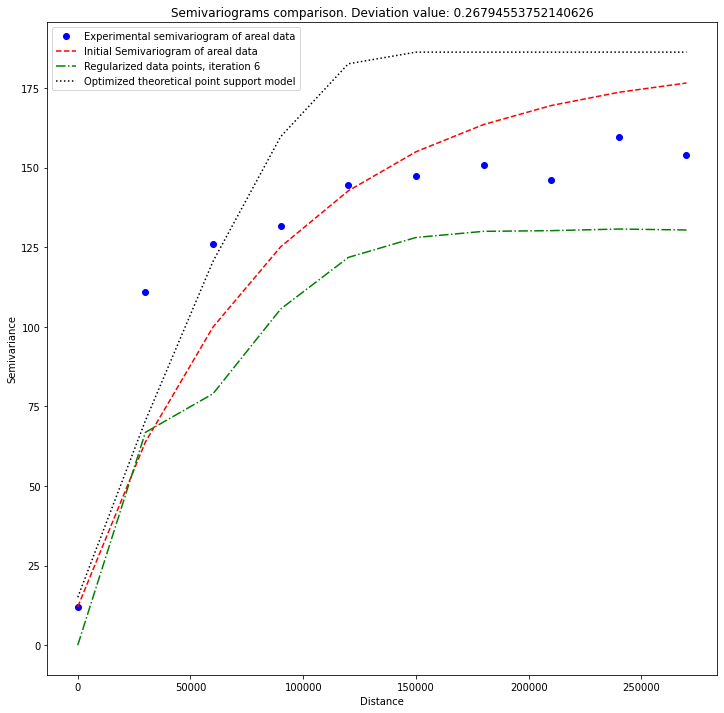 Semivariograms comparison. Deviation value: 0.26794553752140626
Experimental semivariogram of areal data
Initial Semivariogram of areal data
Regularized data points, iteration 6
Optimized theoretical point support model
175
150
125
100
75
50
25
0
Semivariance
0
50000
100000
150000
200000
250000
Distance